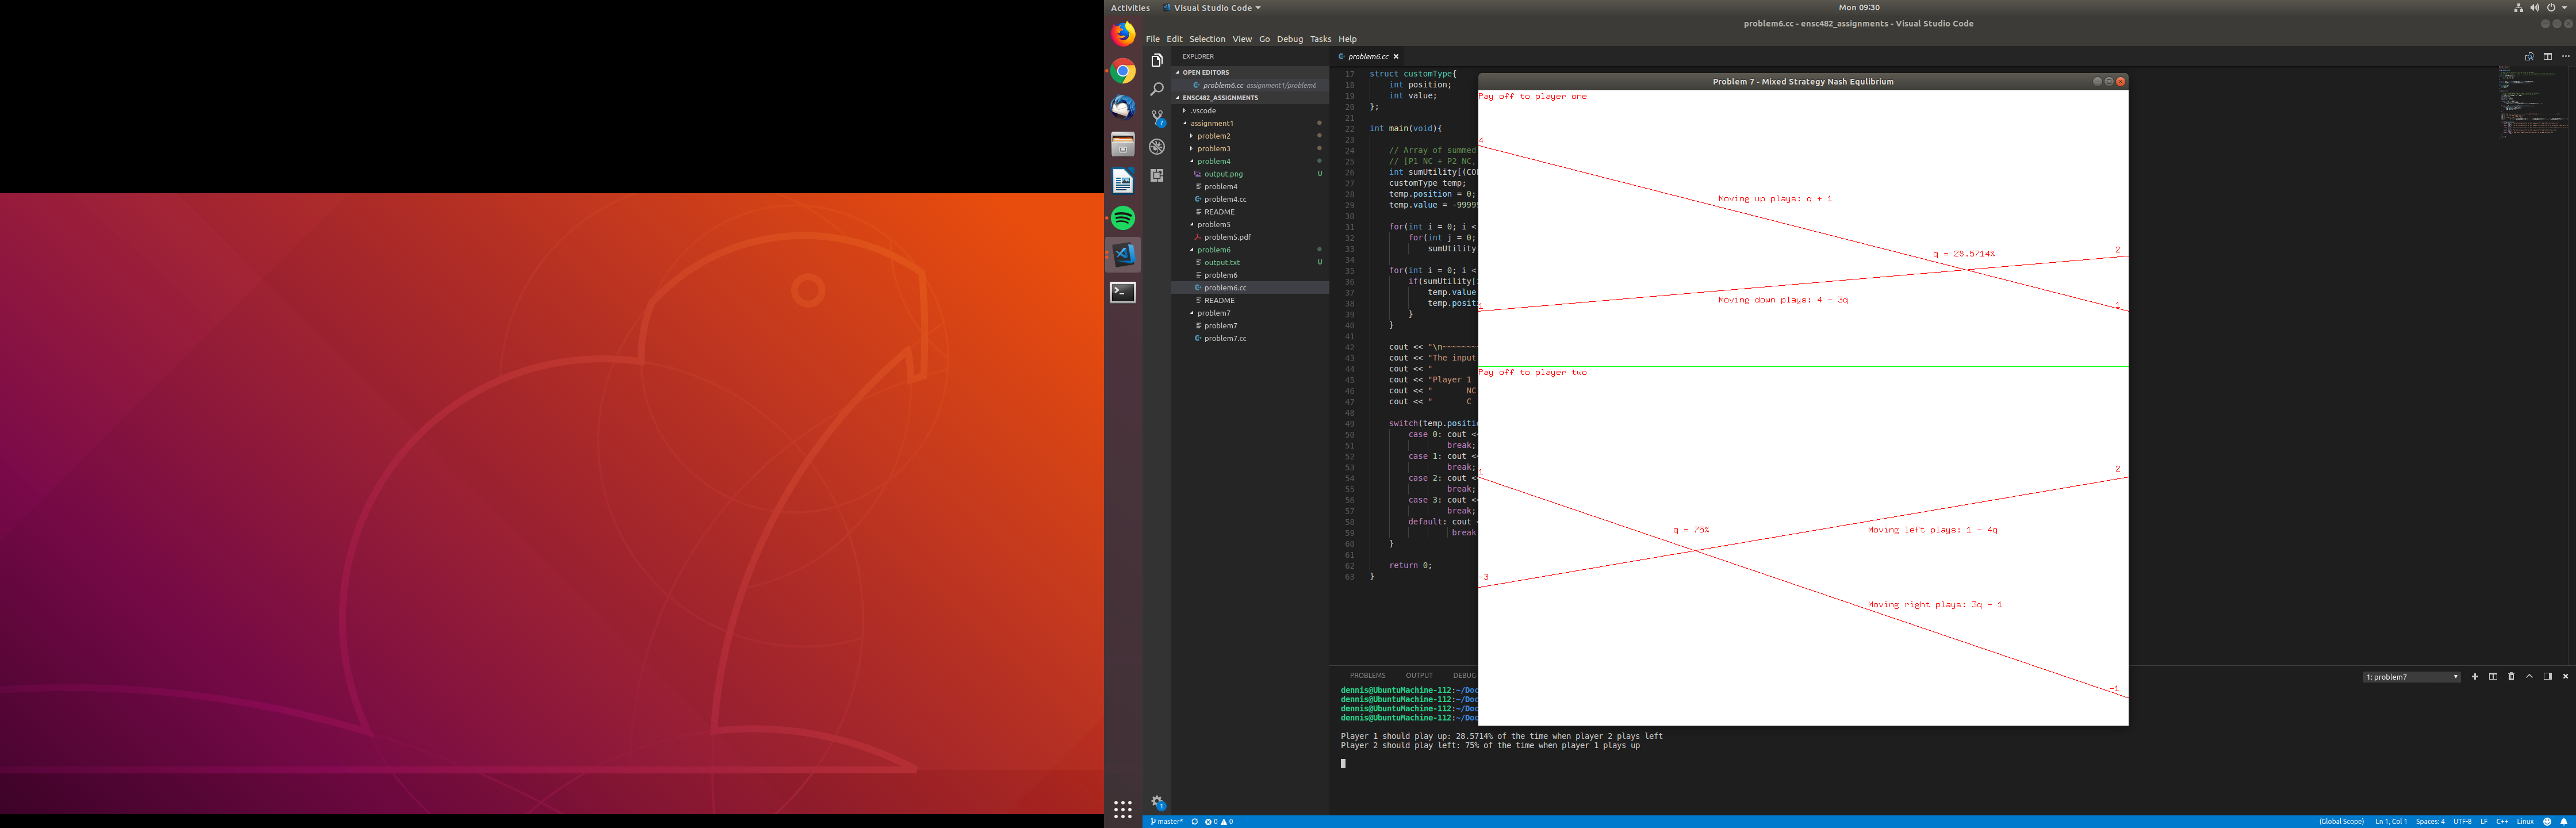 Activities
Visual Studio Code
Mon 09:30
problem6.cc - ensc482_assignments - Visual Studio Code
File Edit Selection View Go Debug Tasks Help
EXPLORER
OPEN EDITORS
problem6.cc assignment1/problem6
ENSC482_ASSIGNMENTS
.vscode
assignment1
problem2
problem3
problem4
output.png U
problem4
problem4.cc
README
problem5
problem5.pdf
problem6
output.txt U
problem6
problem6.cc
README
problem7
problem7
problem7.cc
7
1
problem6.cc
17 struct customType{
18 int position;
19 int value;
20 };
21
22 int main(void){
23
24 // Array of summed
25 // [P1 NC + P2 NC,
26 int sumUtility[(COL
27 customType temp;
28 temp.position = 0;
29 temp.value = -99999
30
31 for(int i = 0; i <
32 for(int j = 0;
33 sumUtility
34
35 for(int i = 0; i <
36 if(sumUtility[
37 temp.value
38 temp.posit
39 }
40 }
41
42 cout << "\n~~~~~~~~
43 cout << "The input
44 cout << "
45 cout << "Player 1
46 cout << " NC
47 cout << " C
48
49 switch(temp.positio
50 case 0: cout <<
51 break;
52 case 1: cout <<
53 break;
54 case 2: cout <<
55 break;
56 case 3: cout <<
57 break;
58 default: cout <
59 break;
60 }
61
62 return 0;
63 }
Problem 7 - Mixed Strategy Nash Equlibrium
Pay off to player one
4
Moving up plays: q + 1
q = 28.5714%
2
Moving down plays: 4 - 3q
1
1
Pay off to player two
1
2
q = 75%
Moving left plays: 1 - 4q
-3
Moving right plays: 3q - 1
-1
PROBLEMS OUTPUT DEBUG
1: problem7
dennis@UbuntuMachine-112:~/Doc
dennis@UbuntuMachine-112:~/Doc
dennis@UbuntuMachine-112:~/Doc
dennis@UbuntuMachine-112:~/Doc
Player 1 should play up: 28.5714% of the time when player 2 plays left
Player 2 should play left: 75% of the time when player 1 plays up
master* 0 0
(Global Scope) Ln 1, Col 1 Spaces: 4 UTF-8 LF C++ Linux